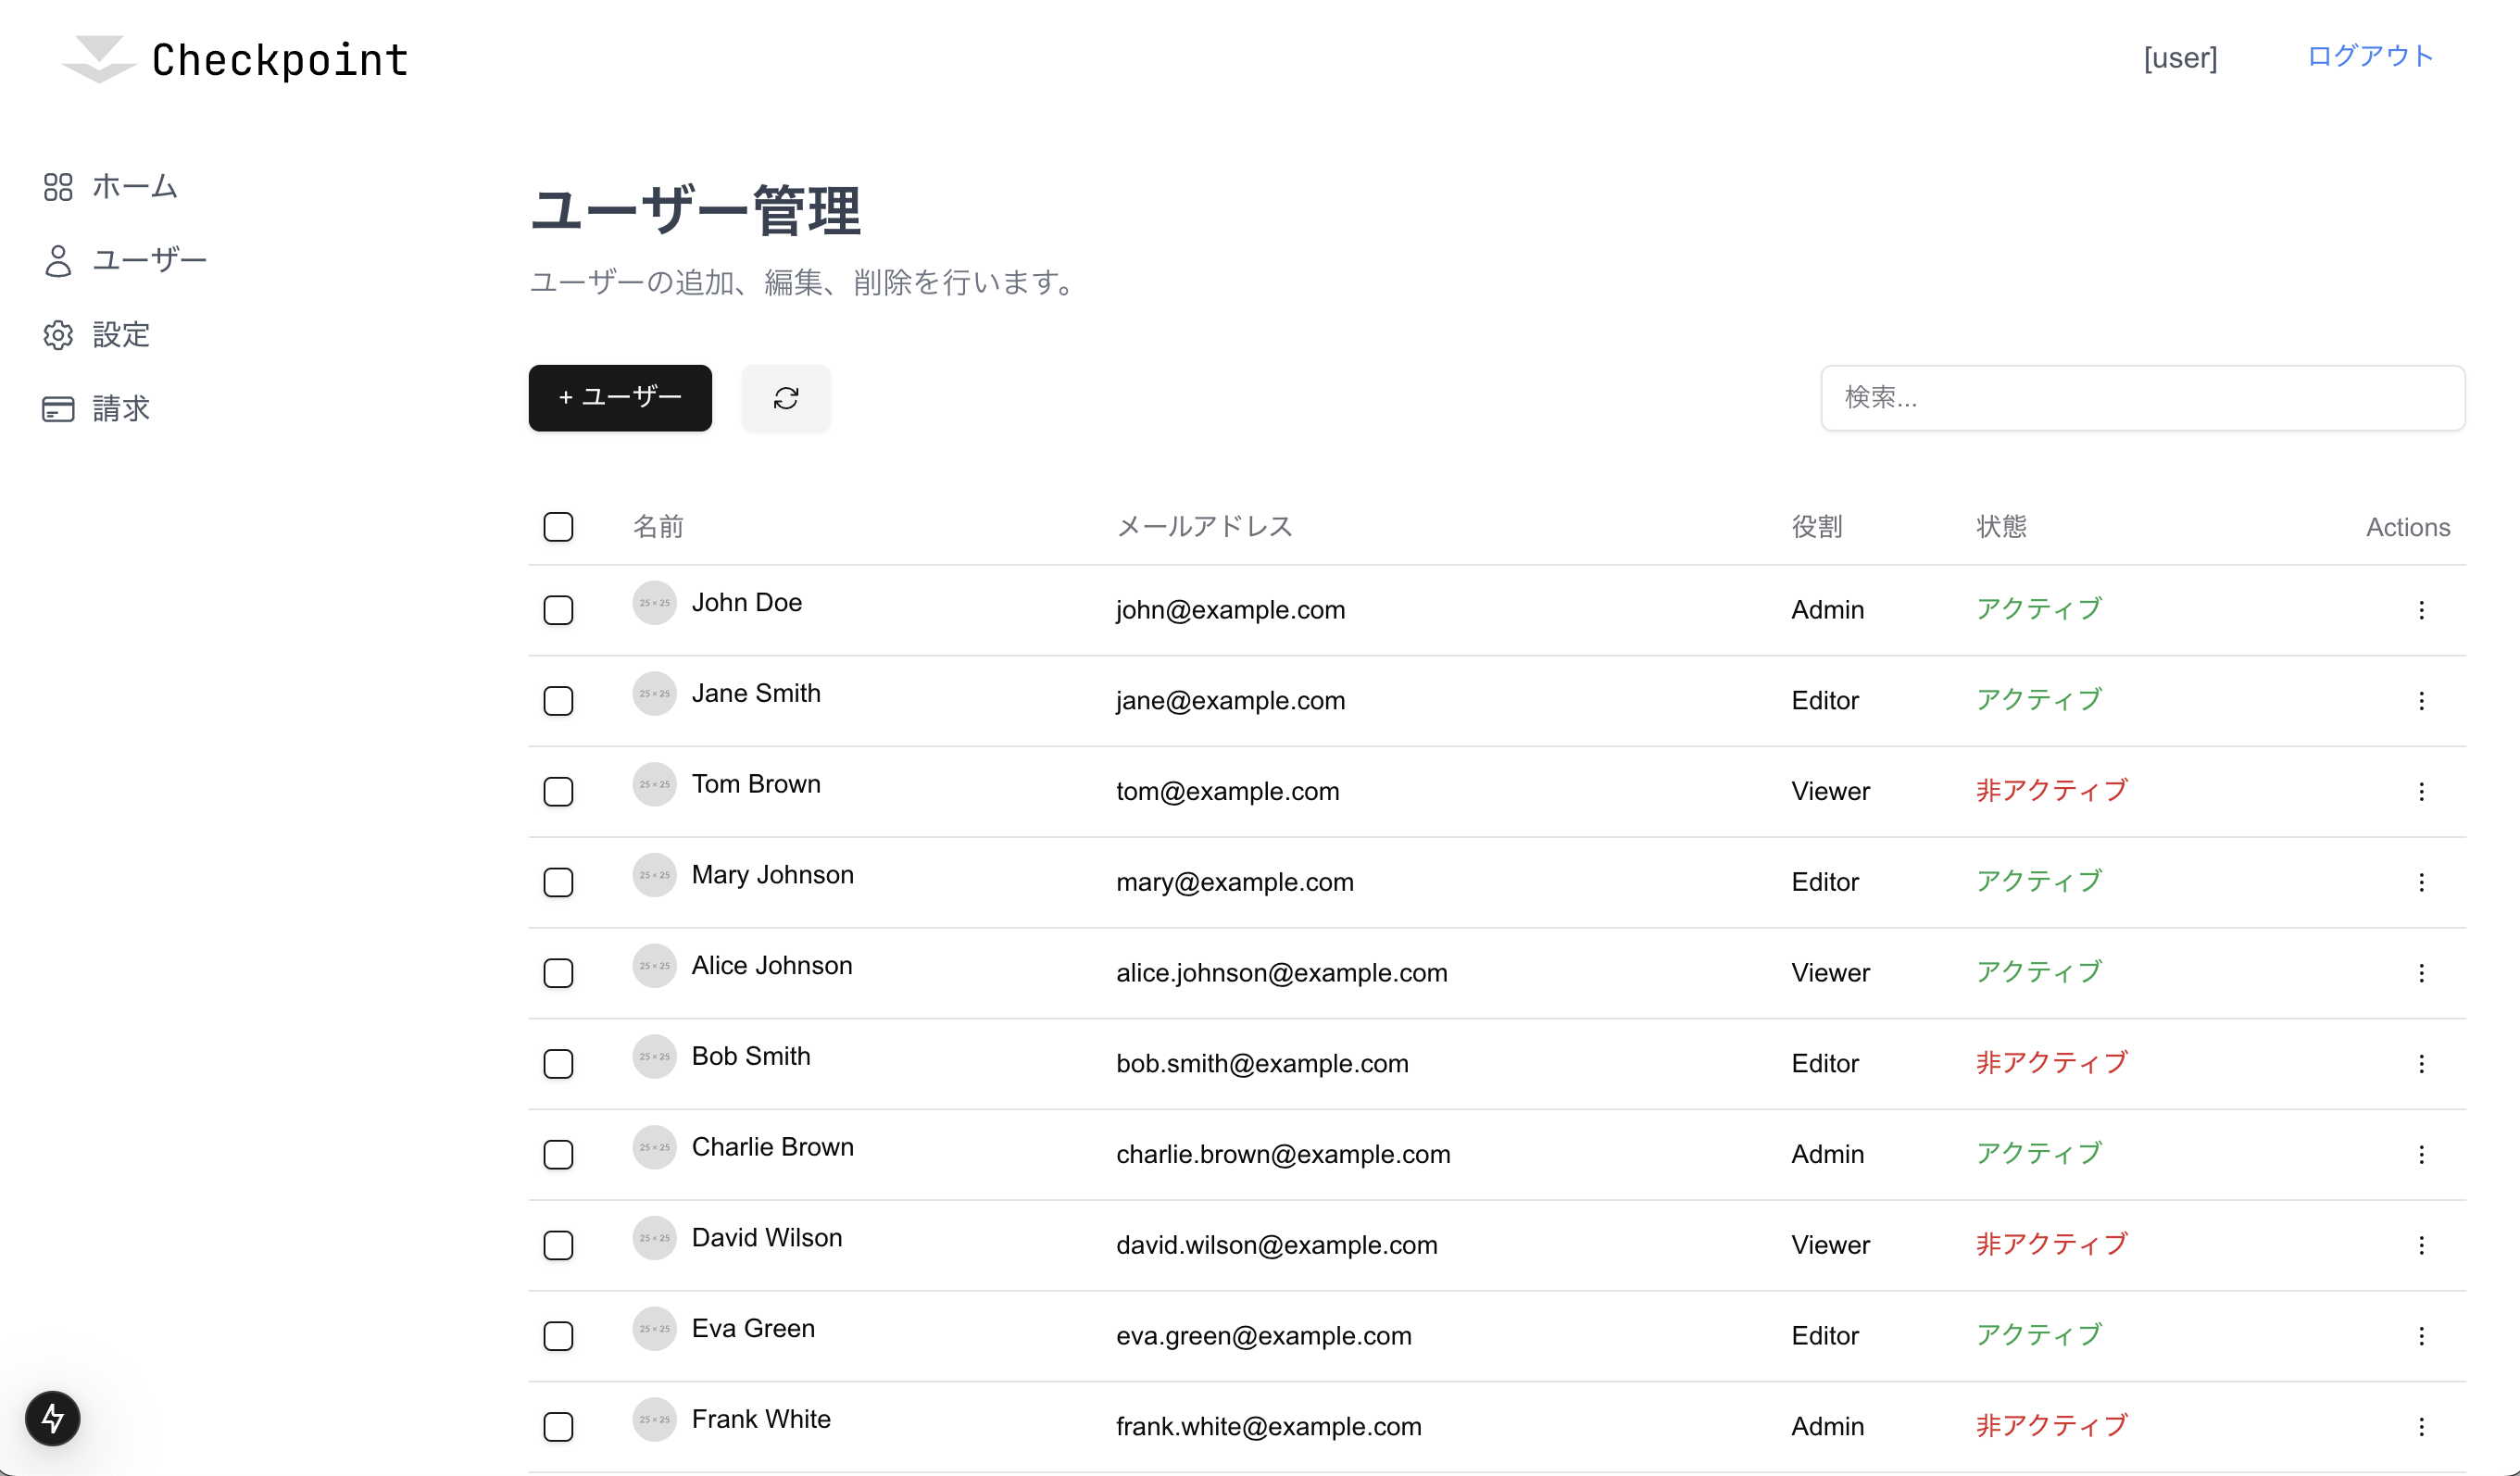 Checkpoint
[user] ログアウト
ホーム
ユーザー
設定
請求
ユーザー管理
ユーザーの追加、編集、削除を行います。
+ ユーザー
検索...
名前 メールアドレス 役割 状態 Actions
25 × 25 John Doe john@example.com Admin アクティブ
25 × 25 Jane Smith jane@example.com Editor アクティブ
25 × 25 Tom Brown tom@example.com Viewer 非アクティブ
25 × 25 Mary Johnson mary@example.com Editor アクティブ
25 × 25 Alice Johnson alice.johnson@example.com Viewer アクティブ
25 × 25 Bob Smith bob.smith@example.com Editor 非アクティブ
25 × 25 Charlie Brown charlie.brown@example.com Admin アクティブ
25 × 25 David Wilson david.wilson@example.com Viewer 非アクティブ
25 × 25 Eva Green eva.green@example.com Editor アクティブ
25 × 25 Frank White frank.white@example.com Admin 非アクティブ